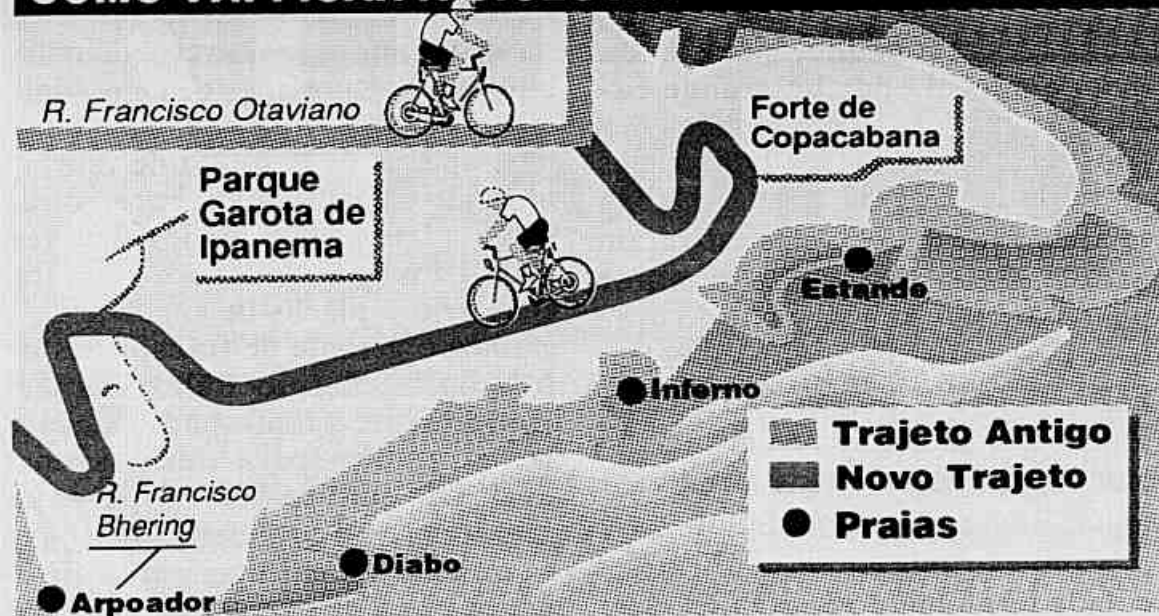 R. Francisco Otaviano
Forte de
Copacabana
Parque
Garota de
Ipanema
Estande
Inferno
Trajeto Antigo
Novo Trajeto
Praias
R. Francisco
Bhering
Diabo
Arpoador